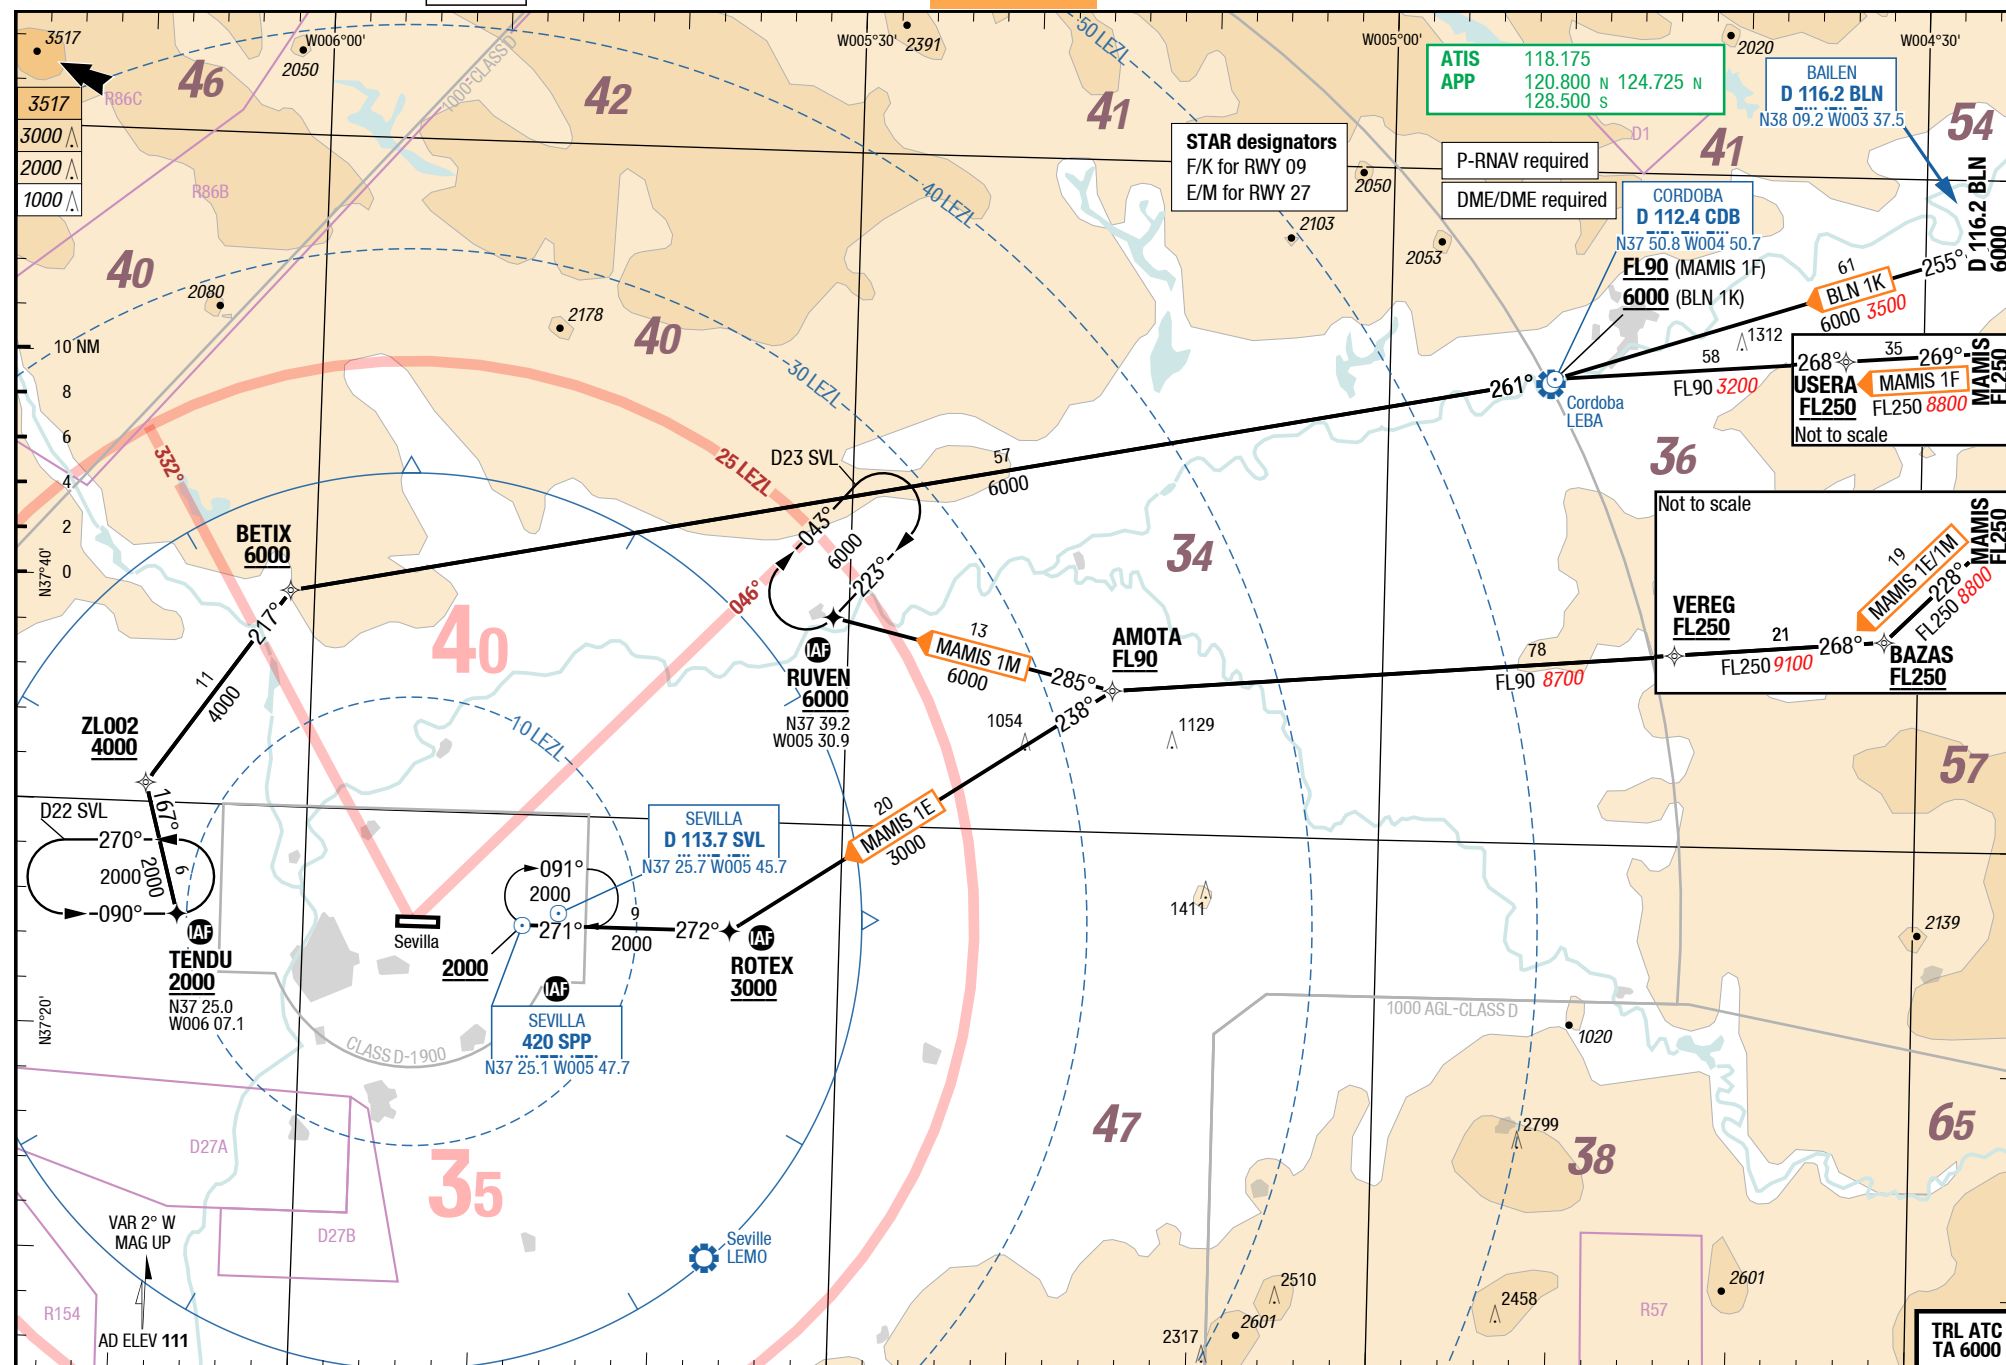 3517
3517
3000
2000
1000
46
R86C
R86B
40
2050
W006°00'
1000-CLASS D
42
W005°30'
2391
50 LEZL
41
W005°00'
ATIS 118.175
APP 120.800 N 124.725 N
128.500 S
2020
W004°30'
BAILEN
D 116.2 BLN
N38 09.2 W003 37.5
54
D1
41
STAR designators
F/K for RWY 09
E/M for RWY 27
P-RNAV required
DME/DME required
2050
2103
2053
CORDOBA
D 112.4 CDB
N37 50.8 W004 50.7
FL90 (MAMIS 1F)
6000 (BLN 1K)
D 116.2 BLN
6000
61
255°
BLN 1K
6000 3500
1312
58
FL90 3200
268°
35
269°
USERA
FL250
MAMIS 1F
FL250 8800
MAMIS
FL250
Not to scale
40 LEZL
2080
2178
40
30 LEZL
10 NM
8
6
4
2
0
N37°40'
332°
25 LEZL
046°
D23 SVL
57
6000
261°
Cordoba
LEBA
36
34
BETIX
6000
217°
11
4000
40
043°
6000
223°
IAF
RUVEN
6000
N37 39.2
W005 30.9
13
MAMIS 1M
6000
285°
AMOTA
FL90
238°
78
FL90 8700
Not to scale
VEREG
FL250
21
FL250 9100
268°
BAZAS
FL250
19
MAMIS 1E/1M
228°
FL250 8800
MAMIS
FL250
ZL002
4000
167°
D22 SVL
270°
2000
2000
6
090°
IAF
TENDU
2000
N37 25.0
W006 07.1
10 LEZL
1054
1129
57
SEVILLA
D 113.7 SVL
N37 25.7 W005 45.7
20
MAMIS 1E
3000
091°
2000
271°
9
2000
272°
IAF
ROTEX
3000
Sevilla
2000
IAF
SEVILLA
420 SPP
N37 25.1 W005 47.7
1411
2139
N37°20'
CLASS D-1900
1000 AGL-CLASS D
1020
D27A
D27B
35
47
2799
38
65
VAR 2° W
MAG UP
AD ELEV 111
R154
Seville
LEMO
2510
2601
2317
2458
R57
2601
TRL ATC
TA 6000